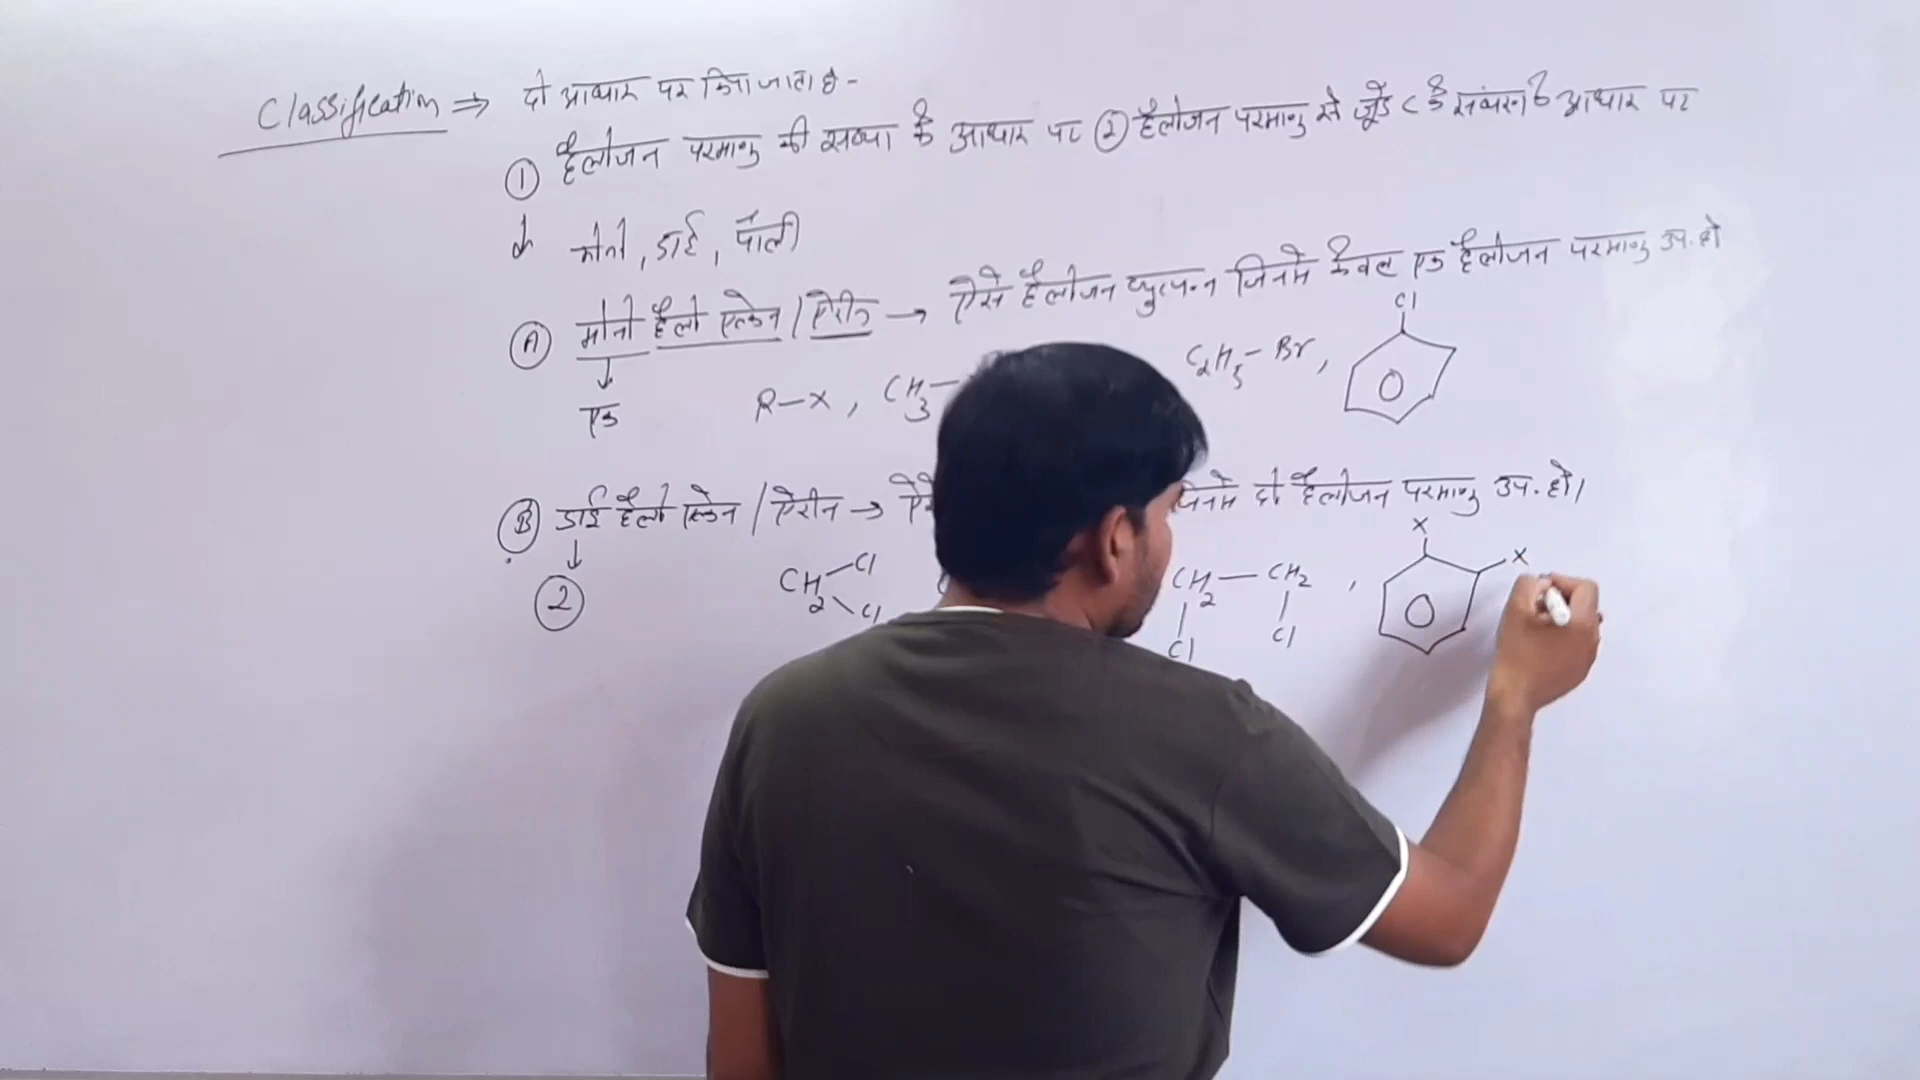 Classification ⇒ दो आधार पर किया जाता है -
① हैलोजन परमाणु की सख्या के आधार पर ② हैलोजन परमाणु से जुड़े C के संकरण के आधार पर
मोनो, डाई, पॉली
Ⓐ मोनो हैलो एल्केन / ऐरीन → ऐसे हैलोजन व्युत्पन्न जिनमे केवल एक हैलोजन परमाणु उप. हो
↓
एक
R-X, CH3- C2H5-Br, Cl
Ⓑ डाई हैलो एल्केन / ऐरीन → जिनमे दो हैलोजन परमाणु उप. हो।
↓
②
CH2 Cl Cl CH2-CH2 Cl Cl , X X